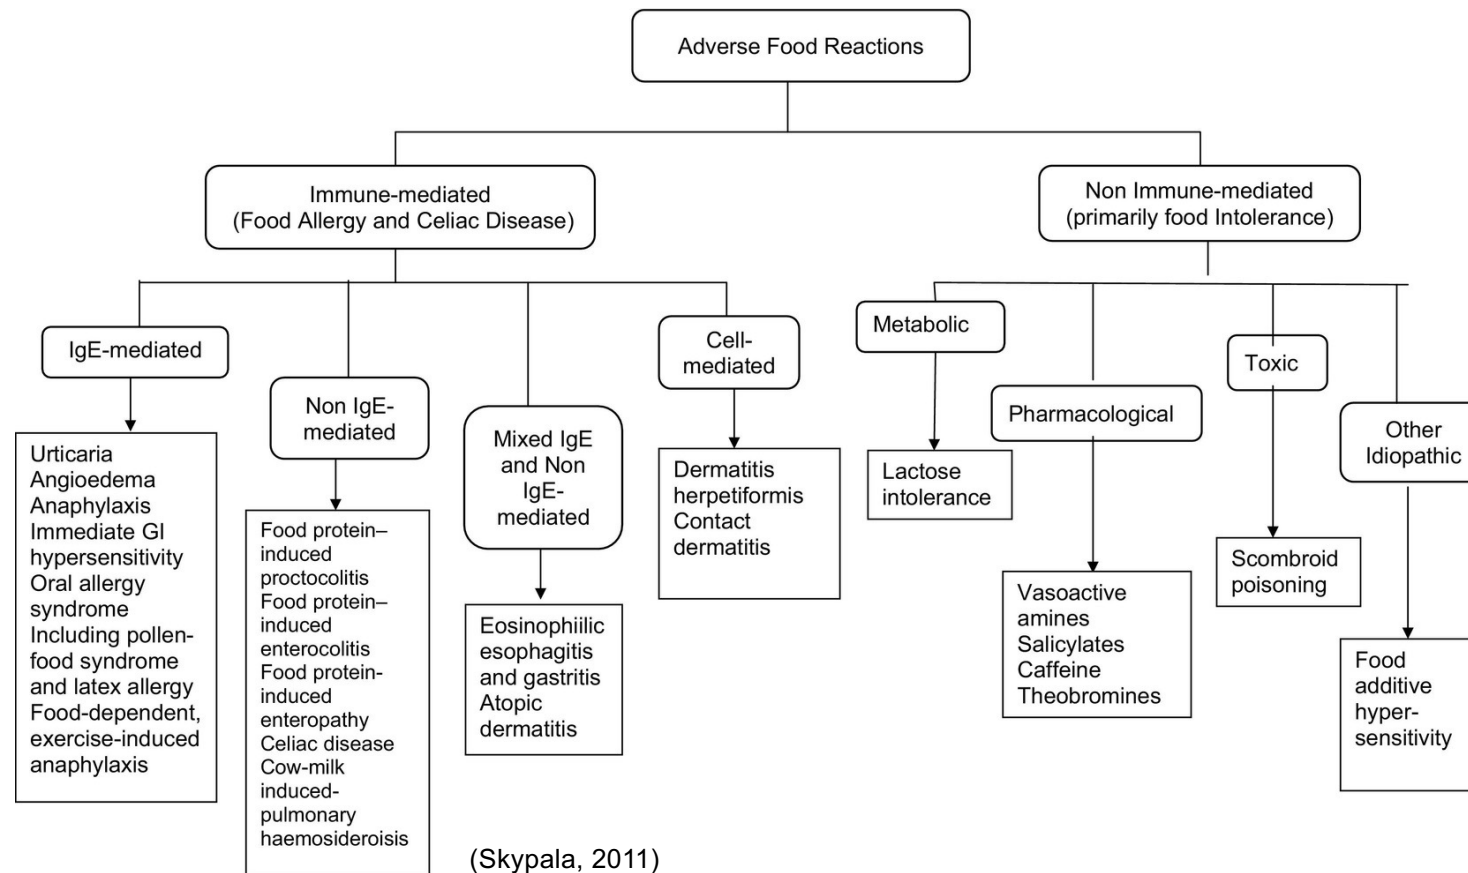 Adverse Food Reactions
Immune-mediated
(Food Allergy and Celiac Disease)
Non Immune-mediated
(primarily food Intolerance)
IgE-mediated
Urticaria
Angioedema
Anaphylaxis
Immediate GI
hypersensitivity
Oral allergy
syndrome
Including pollen-
food syndrome
and latex allergy
Food-dependent,
exercise-induced
anaphylaxis
Non IgE-
mediated
Food protein–
induced
proctocolitis
Food protein–
induced
enterocolitis
Food protein-
induced
enteropathy
Celiac disease
Cow-milk
induced-
pulmonary
haemosideroisis
Mixed IgE
and Non
IgE-
mediated
Eosinophiilic
esophagitis
and gastritis
Atopic
dermatitis
Cell-
mediated
Dermatitis
herpetiformis
Contact
dermatitis
Metabolic
Lactose
intolerance
Pharmacological
Vasoactive
amines
Salicylates
Caffeine
Theobromines
Toxic
Scombroid
poisoning
Other
Idiopathic
Food
additive
hyper-
sensitivity
(Skypala, 2011)